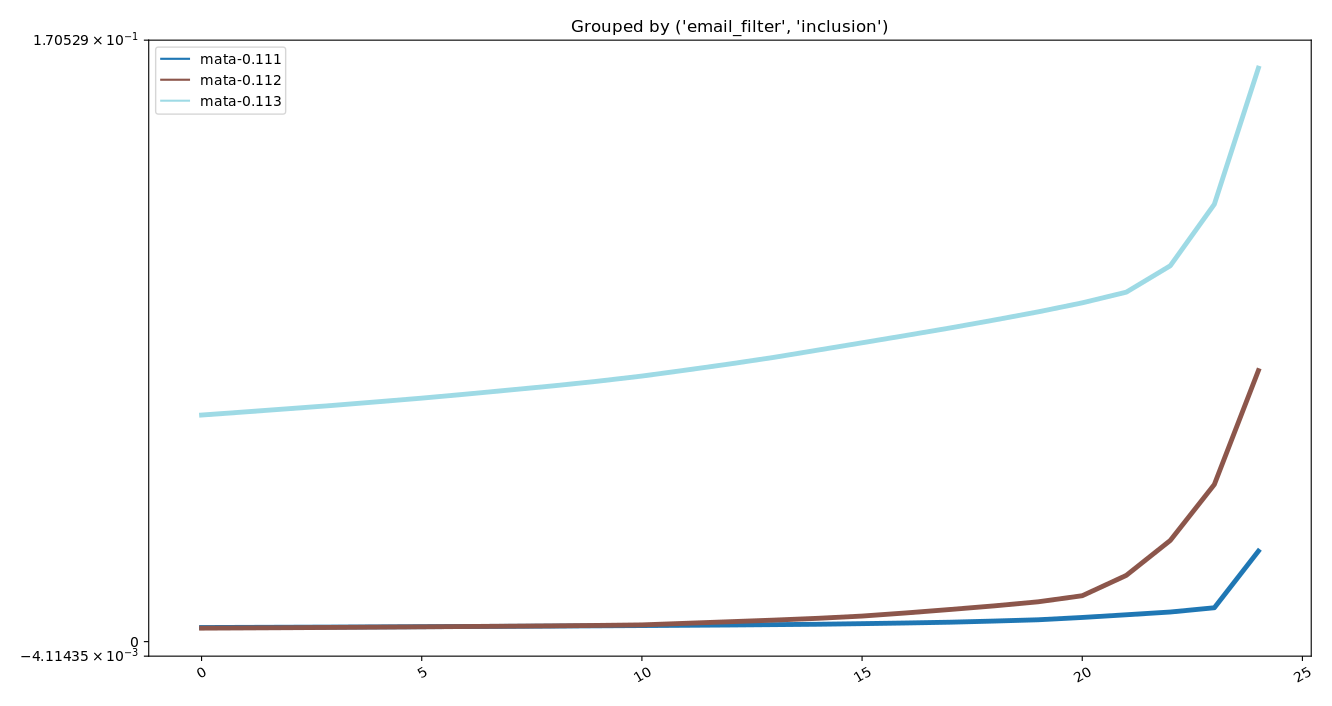 Grouped by ('email_filter', 'inclusion')
1.70529 × 10⁻¹
mata-0.111
mata-0.112
mata-0.113
0
−4.11435 × 10⁻³
0
5
10
15
20
25